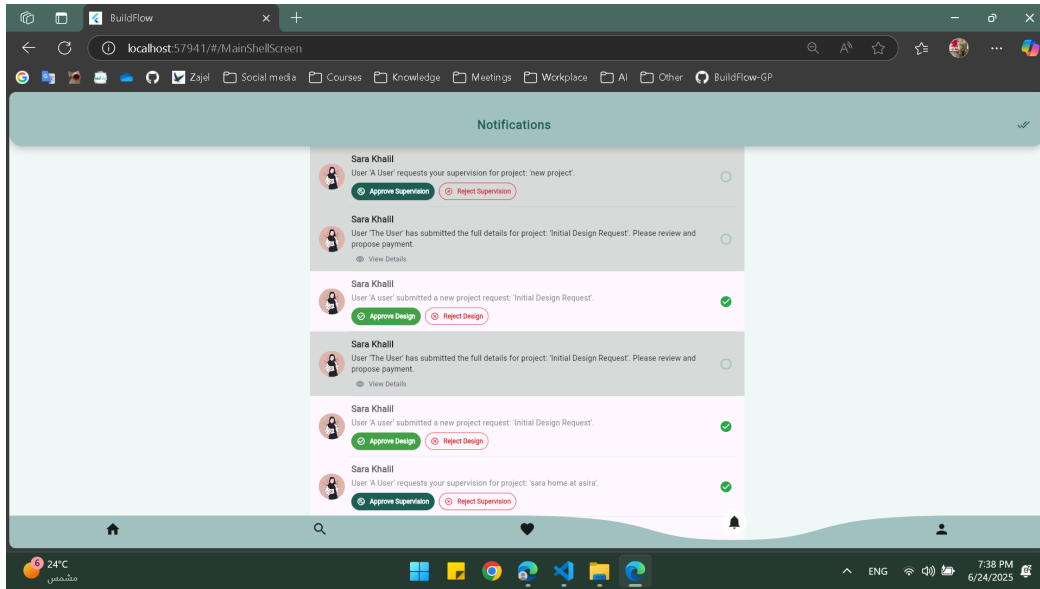 BuildFlow
localhost:57941/#/MainShellScreen
Zajel
Social media
Courses
Knowledge
Meetings
Workplace
AI
Other
BuildFlow-GP
Notifications
Sara Khalil
User 'A User' requests your supervision for project: 'new project'.
Approve Supervision
Reject Supervision
Sara Khalil
User 'The User' has submitted the full details for project: 'Initial Design Request'. Please review and
propose payment.
View Details
Sara Khalil
User 'A user' submitted a new project request: 'Initial Design Request'.
Approve Design
Reject Design
Sara Khalil
User 'The User' has submitted the full details for project: 'Initial Design Request'. Please review and
propose payment.
View Details
Sara Khalil
User 'A user' submitted a new project request: 'Initial Design Request'.
Approve Design
Reject Design
Sara Khalil
User 'A User' requests your supervision for project: 'sara home at asira'.
Approve Supervision
Reject Supervision
6
24°C
مشمس
ENG
7:38 PM
6/24/2025